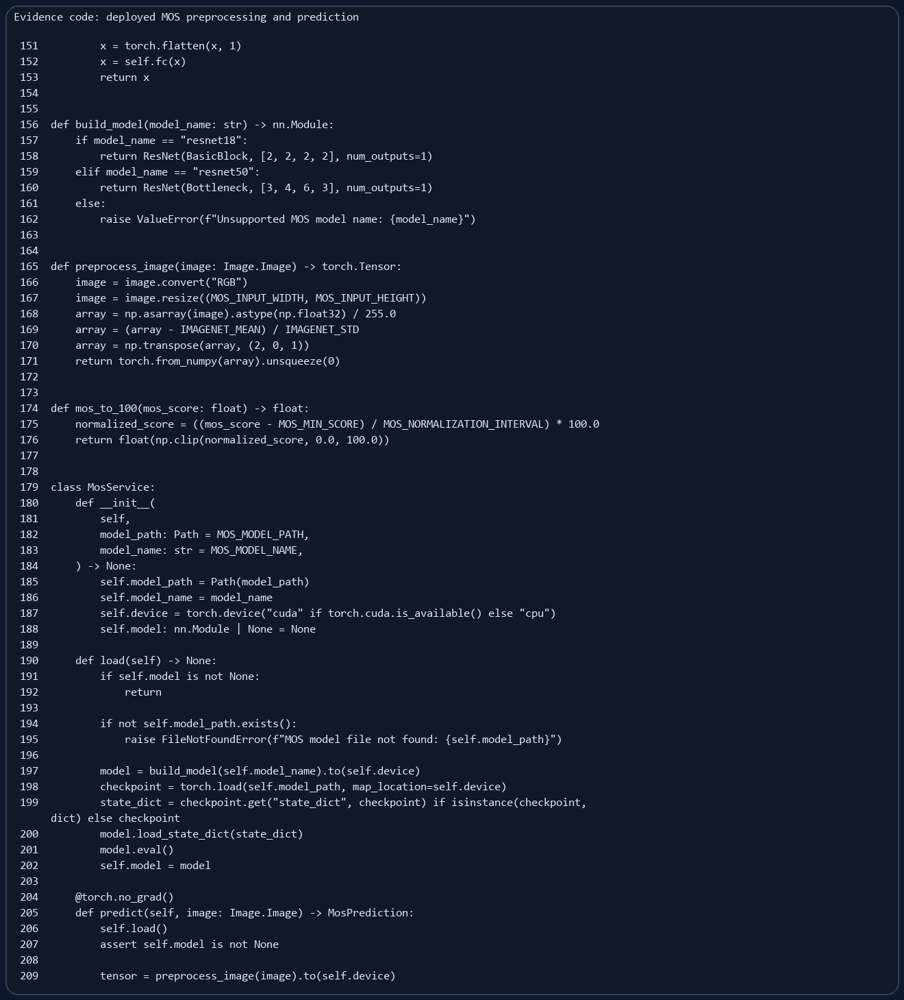 Evidence code: deployed MOS preprocessing and prediction
151          x = torch.flatten(x, 1)
152          x = self.fc(x)
153          return x
154
155
156  def build_model(model_name: str) -> nn.Module:
157      if model_name == "resnet18":
158          return ResNet(BasicBlock, [2, 2, 2, 2], num_outputs=1)
159      elif model_name == "resnet50":
160          return ResNet(Bottleneck, [3, 4, 6, 3], num_outputs=1)
161      else:
162          raise ValueError(f"Unsupported MOS model name: {model_name}")
163
164
165  def preprocess_image(image: Image.Image) -> torch.Tensor:
166      image = image.convert("RGB")
167      image = image.resize((MOS_INPUT_WIDTH, MOS_INPUT_HEIGHT))
168      array = np.asarray(image).astype(np.float32) / 255.0
169      array = (array - IMAGENET_MEAN) / IMAGENET_STD
170      array = np.transpose(array, (2, 0, 1))
171      return torch.from_numpy(array).unsqueeze(0)
172
173
174  def mos_to_100(mos_score: float) -> float:
175      normalized_score = ((mos_score - MOS_MIN_SCORE) / MOS_NORMALIZATION_INTERVAL) * 100.0
176      return float(np.clip(normalized_score, 0.0, 100.0))
177
178
179  class MosService:
180      def __init__(
181          self,
182          model_path: Path = MOS_MODEL_PATH,
183          model_name: str = MOS_MODEL_NAME,
184      ) -> None:
185          self.model_path = Path(model_path)
186          self.model_name = model_name
187          self.device = torch.device("cuda" if torch.cuda.is_available() else "cpu")
188          self.model: nn.Module | None = None
189
190      def load(self) -> None:
191          if self.model is not None:
192              return
193
194          if not self.model_path.exists():
195              raise FileNotFoundError(f"MOS model file not found: {self.model_path}")
196
197          model = build_model(self.model_name).to(self.device)
198          checkpoint = torch.load(self.model_path, map_location=self.device)
199          state_dict = checkpoint.get("state_dict", checkpoint) if isinstance(checkpoint,
     dict) else checkpoint
200          model.load_state_dict(state_dict)
201          model.eval()
202          self.model = model
203
204      @torch.no_grad()
205      def predict(self, image: Image.Image) -> MosPrediction:
206          self.load()
207          assert self.model is not None
208
209          tensor = preprocess_image(image).to(self.device)